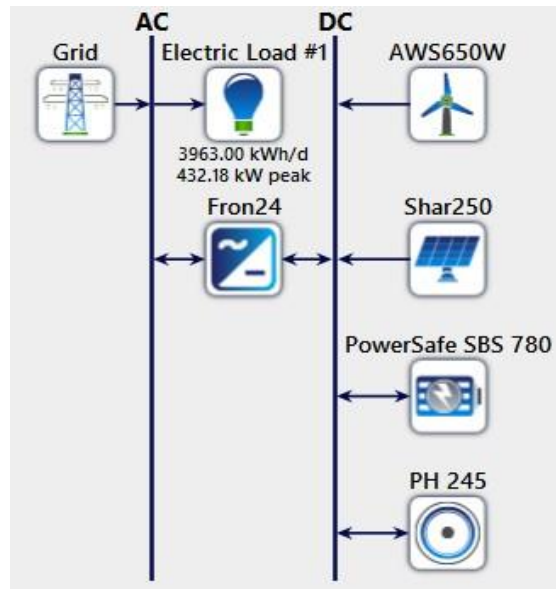 AC DC
Grid Electric Load #1 AWS650W
3963.00 kWh/d
432.18 kW peak
Fron24 Shar250
PowerSafe SBS 780
PH 245